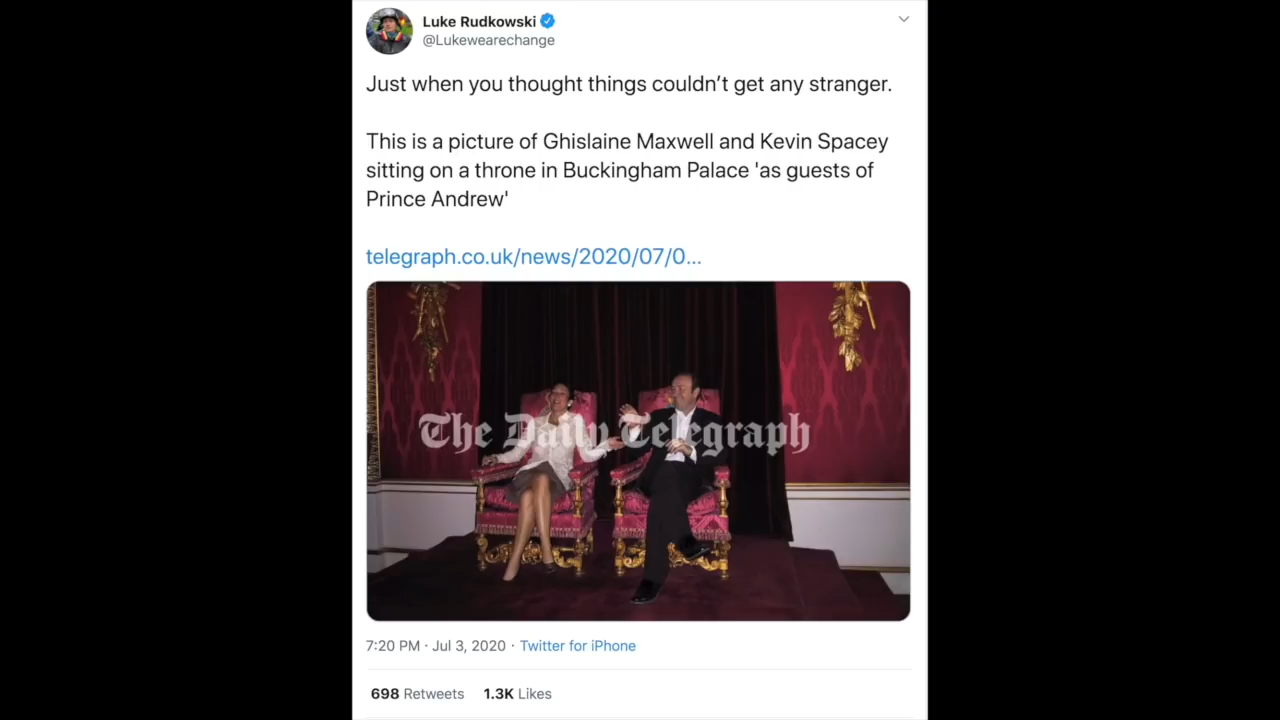 Luke Rudkowski
@Lukewearechange
Just when you thought things couldn’t get any stranger.
This is a picture of Ghislaine Maxwell and Kevin Spacey
sitting on a throne in Buckingham Palace 'as guests of
Prince Andrew'
telegraph.co.uk/news/2020/07/0...
The Daily Telegraph
7:20 PM · Jul 3, 2020 · Twitter for iPhone
698 Retweets 1.3K Likes